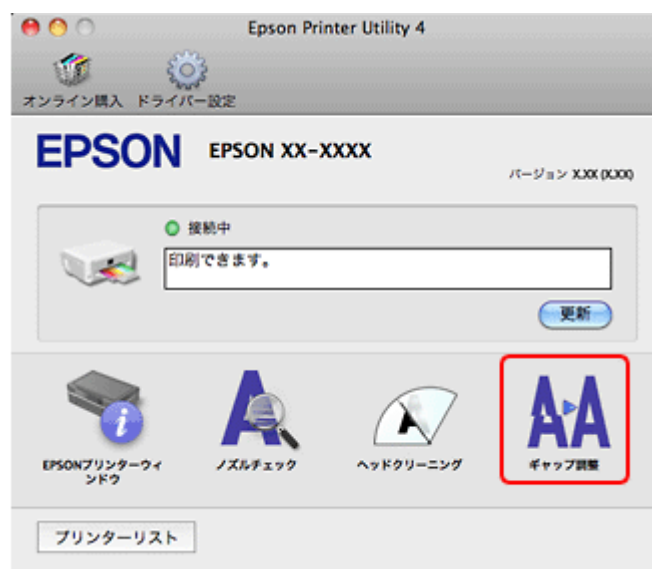 Epson Printer Utility 4
オンライン購入 ドライバー設定
EPSON EPSON XX-XXXX
バージョン X.XX (X.XX)
接続中
印刷できます。
更新
EPSONプリンターウィ
ンドウ
ノズルチェック
ヘッドクリーニング
ギャップ調整
プリンターリスト